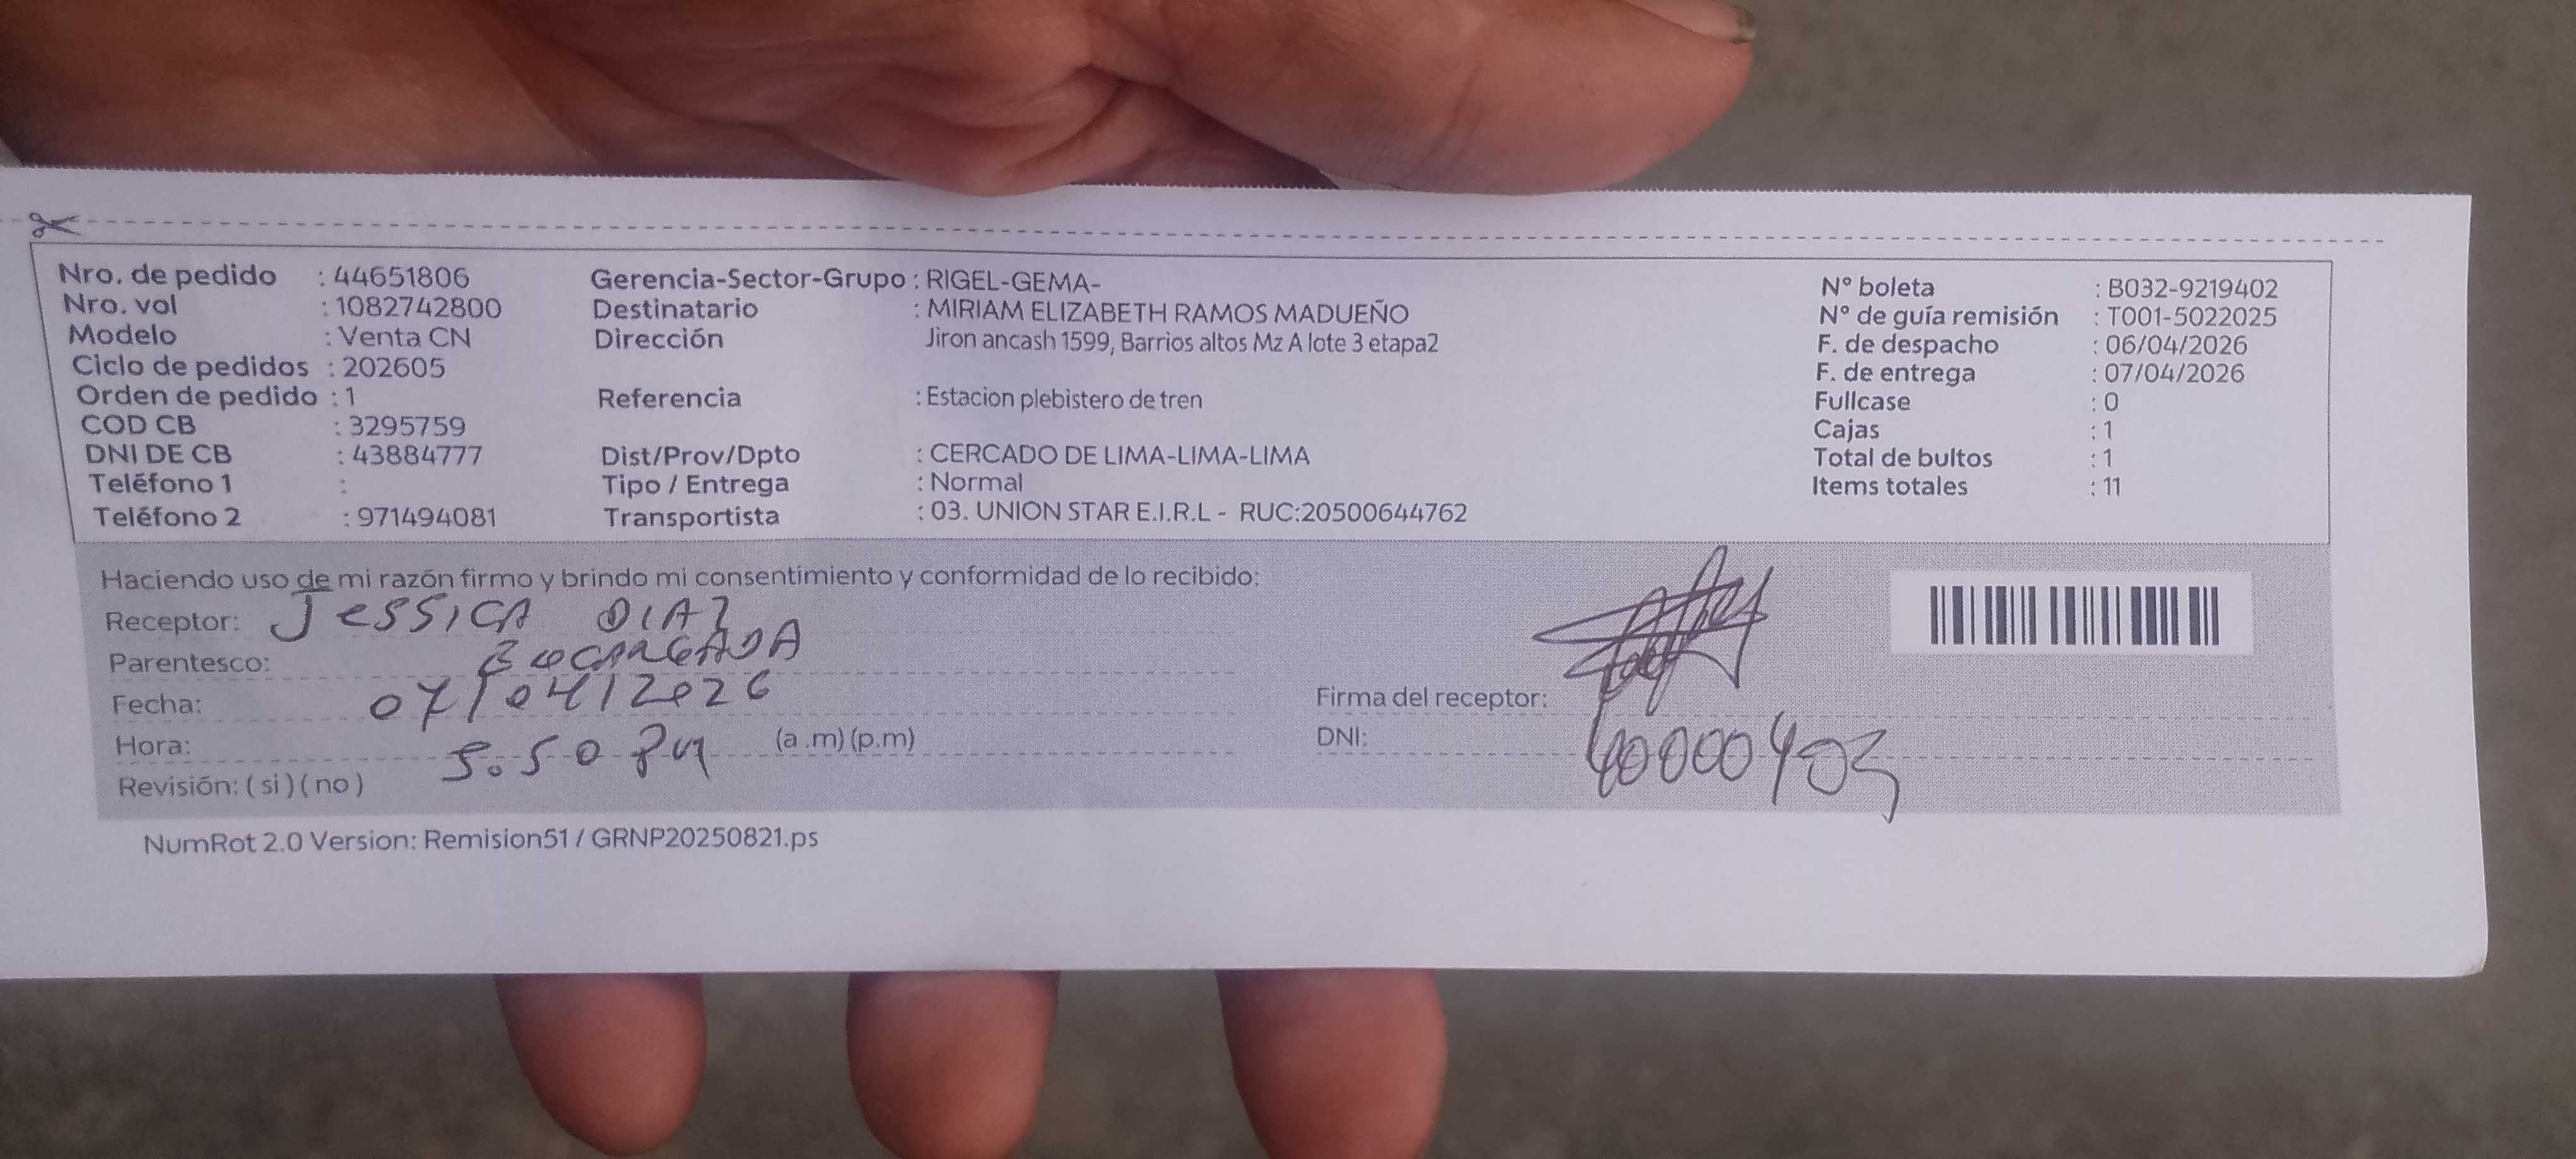 Nro. de pedido : 44651806
Nro. vol : 1082742800
Modelo : Venta CN
Ciclo de pedidos : 202605
Orden de pedido : 1
COD CB : 3295759
DNI DE CB : 43884777
Teléfono 1 :
Teléfono 2 : 971494081
Gerencia-Sector-Grupo : RIGEL-GEMA-
Destinatario : MIRIAM ELIZABETH RAMOS MADUEÑO
Dirección Jiron ancash 1599, Barrios altos Mz A lote 3 etapa2
Referencia : Estacion plebistero de tren
Dist/Prov/Dpto : CERCADO DE LIMA-LIMA-LIMA
Tipo / Entrega : Normal
Transportista : 03. UNION STAR E.I.R.L - RUC:20500644762
N° boleta : B032-9219402
N° de guía remisión : T001-5022025
F. de despacho : 06/04/2026
F. de entrega : 07/04/2026
Fullcase : 0
Cajas : 1
Total de bultos : 1
Items totales : 11
Haciendo uso de mi razón firmo y brindo mi consentimiento y conformidad de lo recibido:
Receptor: JESSICA DIAZ
Parentesco: ENCARGADA
Fecha: 07/04/2026
Hora: 5.50 PM (a.m) (p.m)
Revisión: ( si ) ( no )
Firma del receptor:
DNI: 40000403
NumRot 2.0 Version: Remision51 / GRNP20250821.ps